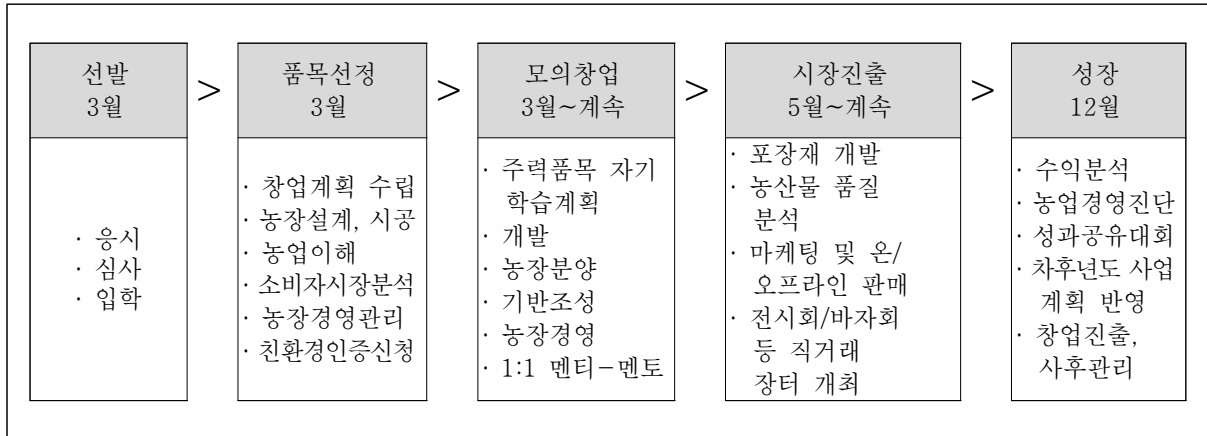 선발
3월
>
품목선정
3월
>
모의창업
3월~계속
>
시장진출
5월~계속
>
성장
12월
· 응시
· 심사
· 입학
· 창업계획 수립
· 농장설계, 시공
· 농업이해
· 소비자시장분석
· 농장경영관리
· 친환경인증신청
· 주력품목 자기
학습계획
· 개발
· 농장분양
· 기반조성
· 농장경영
· 1:1 멘티-멘토
· 포장재 개발
· 농산물 품질
분석
· 마케팅 및 온/
오프라인 판매
· 전시회/바자회
등 직거래
장터 개최
· 수익분석
· 농업경영진단
· 성과공유대회
· 차후년도 사업
계획 반영
· 창업진출,
사후관리